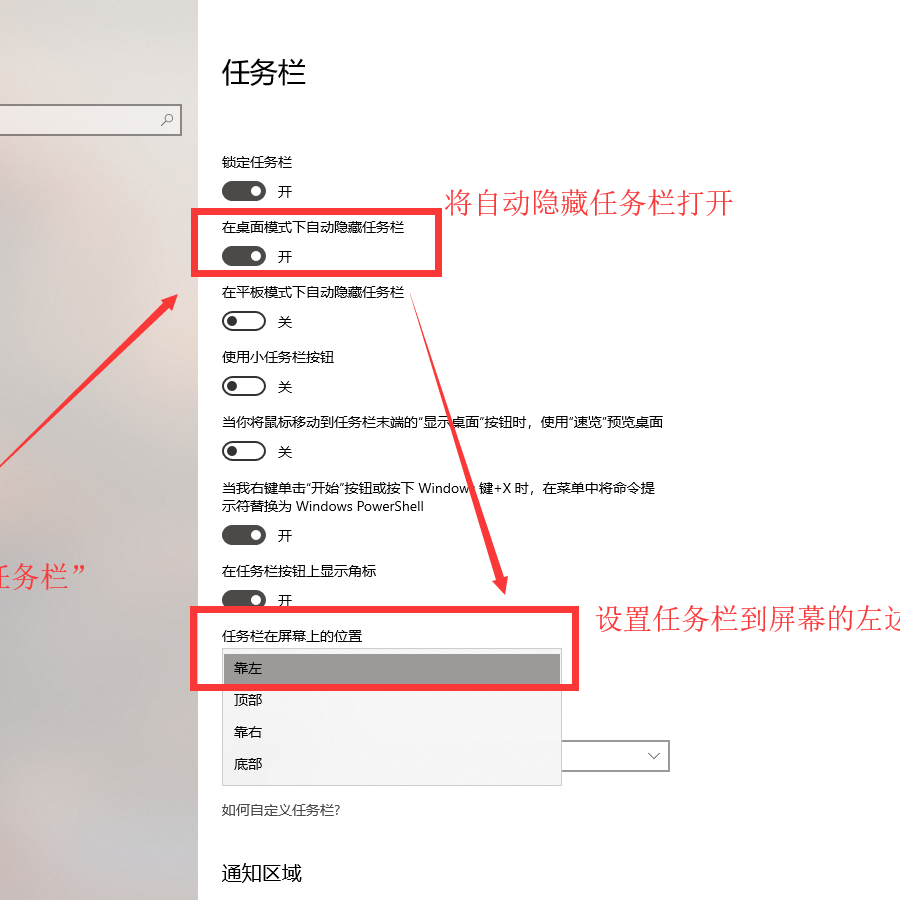 任务栏
锁定任务栏
开
将自动隐藏任务栏打开
在桌面模式下自动隐藏任务栏
开
在平板模式下自动隐藏任务栏
关
使用小任务栏按钮
关
当你将鼠标移动到任务栏末端的“显示桌面”按钮时，使用“速览”预览桌面
关
当我右键单击“开始”按钮或按下 Windows 键+X 时，在菜单中将命令提
示符替换为 Windows PowerShell
开
在任务栏按钮上显示角标
任务栏”
开
设置任务栏到屏幕的左边
任务栏在屏幕上的位置
靠左
顶部
靠右
底部
如何自定义任务栏?
通知区域